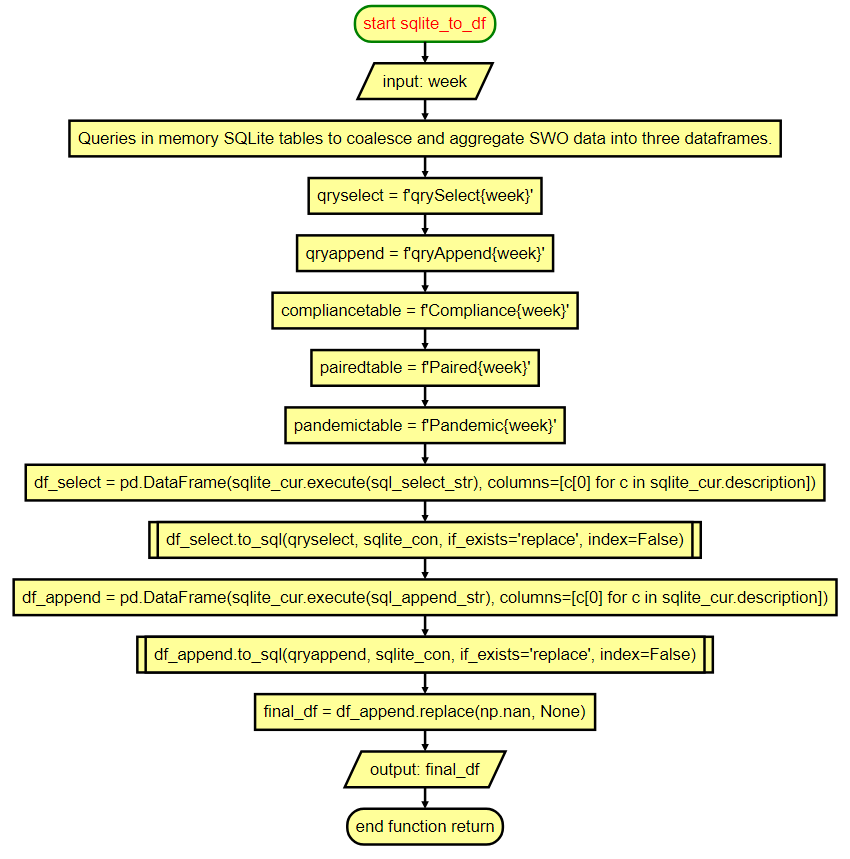 start sqlite_to_df
input: week
Queries in memory SQLite tables to coalesce and aggregate SWO data into three dataframes.
qryselect = f'qrySelect{week}'
qryappend = f'qryAppend{week}'
compliancetable = f'Compliance{week}'
pairedtable = f'Paired{week}'
pandemictable = f'Pandemic{week}'
df_select = pd.DataFrame(sqlite_cur.execute(sql_select_str), columns=[c[0] for c in sqlite_cur.description])
df_select.to_sql(qryselect, sqlite_con, if_exists='replace', index=False)
df_append = pd.DataFrame(sqlite_cur.execute(sql_append_str), columns=[c[0] for c in sqlite_cur.description])
df_append.to_sql(qryappend, sqlite_con, if_exists='replace', index=False)
final_df = df_append.replace(np.nan, None)
output: final_df
end function return